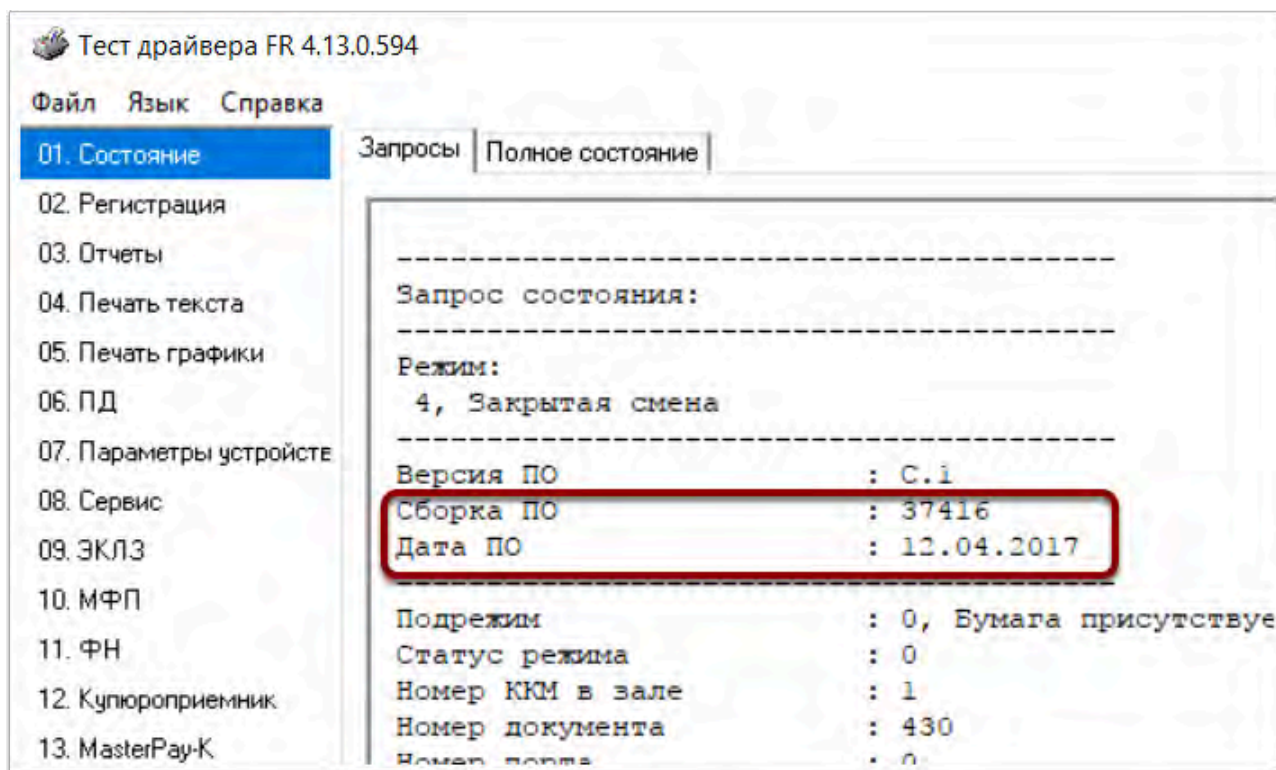 Тест драйвера FR 4.13.0.594
Файл Язык Справка
01. Состояние
02. Регистрация
03. Отчеты
04. Печать текста
05. Печать графики
06. ПД
07. Параметры устройств
08. Сервис
09. ЭКЛЗ
10. МФП
11. ФН
12. Купюроприемник
13. MasterPay-K
Запросы Полное состояние
----------------------------------------
Запрос состояния:
----------------------------------------
Режим:
4, Закрытая смена
----------------------------------------
Версия ПО : C.1
Сборка ПО : 37416
Дата ПО : 12.04.2017
----------------------------------------
Подрежим : 0, Бумага присутствуе
Статус режима : 0
Номер ККМ в зале : 1
Номер документа : 430
Номер порта : 0